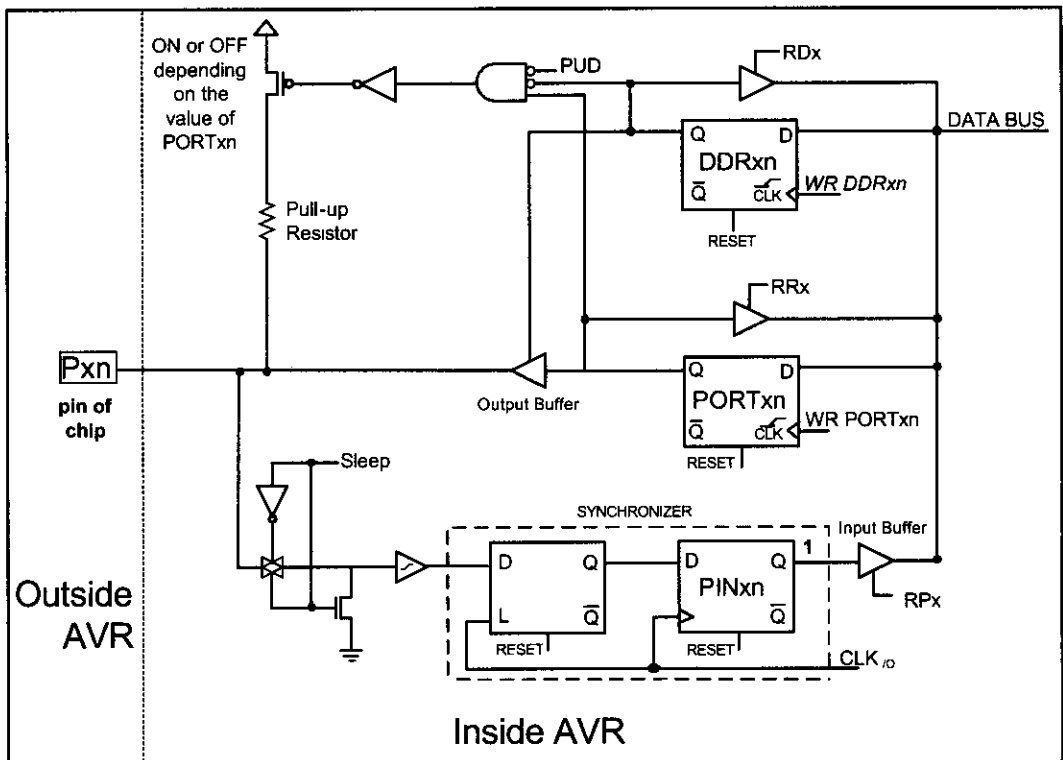 ON or OFF
depending
on the
value of
PORTxn
PUD
RDx
DATA BUS
Q D
DDRxn
Q̅ CLK
WR DDRxn
RESET
Pull-up
Resistor
RRx
Pxn
pin of
chip
Output Buffer
Q D
PORTxn
Q̅ CLK
WR PORTxn
RESET
Sleep
SYNCHRONIZER
Input Buffer
D Q
L Q̅
RESET
D Q
PINxn
Q̅
RESET
1
RPx
CLK I/O
Outside
AVR
Inside AVR